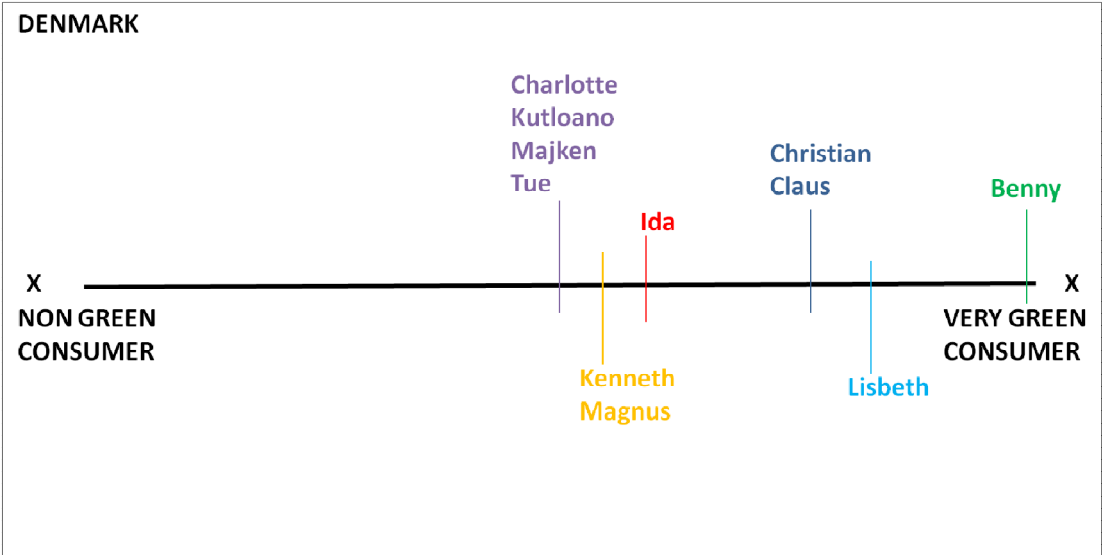 DENMARK
Charlotte
Kutloano
Majken
Tue
Christian
Claus
Benny
Ida
X
X
NON GREEN
CONSUMER
VERY GREEN
CONSUMER
Kenneth
Magnus
Lisbeth